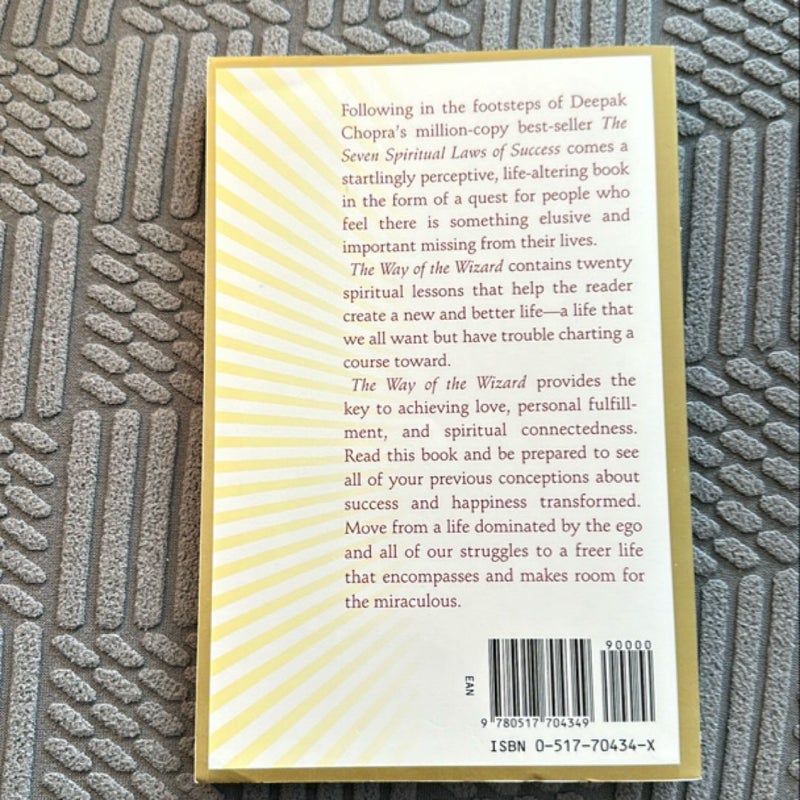 Following in the footsteps of Deepak
Chopra's million-copy best-seller The
Seven Spiritual Laws of Success comes a
startlingly perceptive, life-altering book
in the form of a quest for people who
feel there is something elusive and
important missing from their lives.
The Way of the Wizard contains twenty
spiritual lessons that help the reader
create a new and better life—a life that
we all want but have trouble charting a
course toward.
The Way of the Wizard provides the
key to achieving love, personal fulfill-
ment, and spiritual connectedness.
Read this book and be prepared to see
all of your previous conceptions about
success and happiness transformed.
Move from a life dominated by the ego
and all of our struggles to a freer life
that encompasses and makes room for
the miraculous.
90000
EAN
9 780517 704349
ISBN 0-517-70434-X